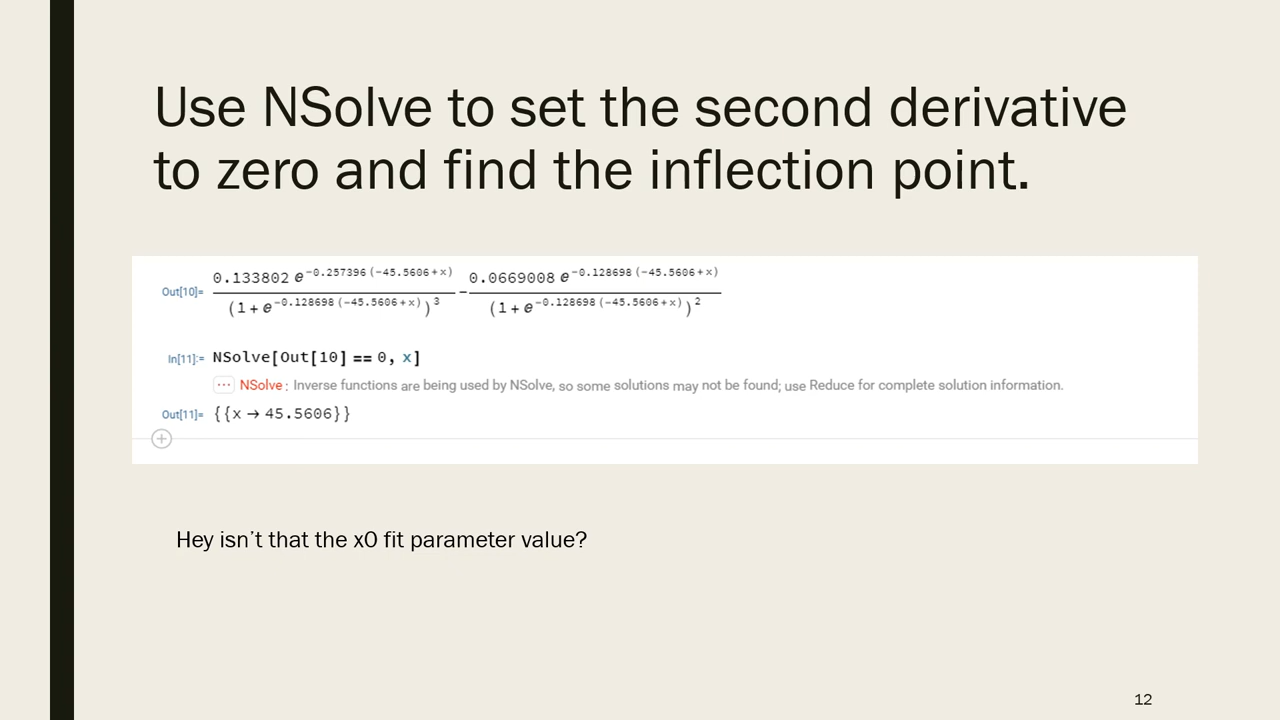 Use NSolve to set the second derivative
to zero and find the inflection point.
Out[10]= 0.133802 e^-0.257396 (-45.5606+x) / (1+e^-0.128698 (-45.5606+x))^3 - 0.0669008 e^-0.128698 (-45.5606+x) / (1+e^-0.128698 (-45.5606+x))^2
In[11]:= NSolve[Out[10] == 0, x]
··· NSolve: Inverse functions are being used by NSolve, so some solutions may not be found; use Reduce for complete solution information.
Out[11]= {{x → 45.5606}}
Hey isn't that the x0 fit parameter value?
12